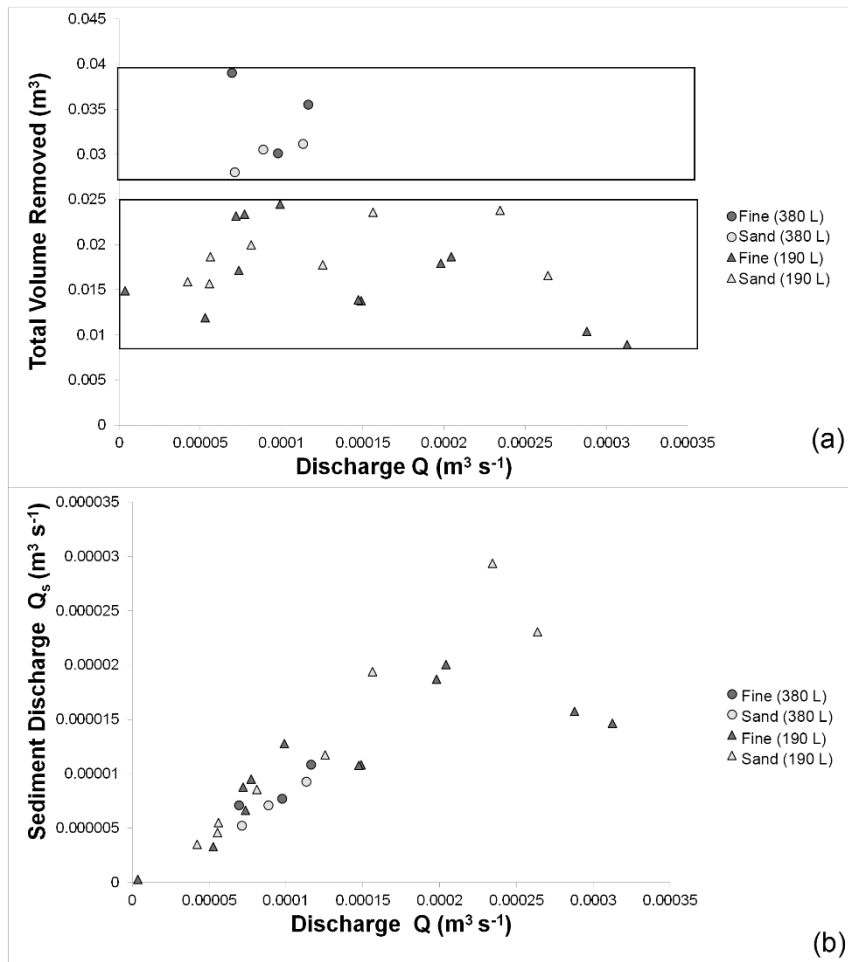 0.045
0.04
0.035
0.03
0.025
0.02
0.015
0.01
0.005
0
Total Volume Removed (m³)
0 0.00005 0.0001 0.00015 0.0002 0.00025 0.0003 0.00035
Discharge Q (m³ s⁻¹)
Fine (380 L)
Sand (380 L)
Fine (190 L)
Sand (190 L)
(a)
0.000035
0.00003
0.000025
0.00002
0.000015
0.00001
0.000005
0
Sediment Discharge Qₛ (m³ s⁻¹)
0 0.00005 0.0001 0.00015 0.0002 0.00025 0.0003 0.00035
Discharge Q (m³ s⁻¹)
Fine (380 L)
Sand (380 L)
Fine (190 L)
Sand (190 L)
(b)